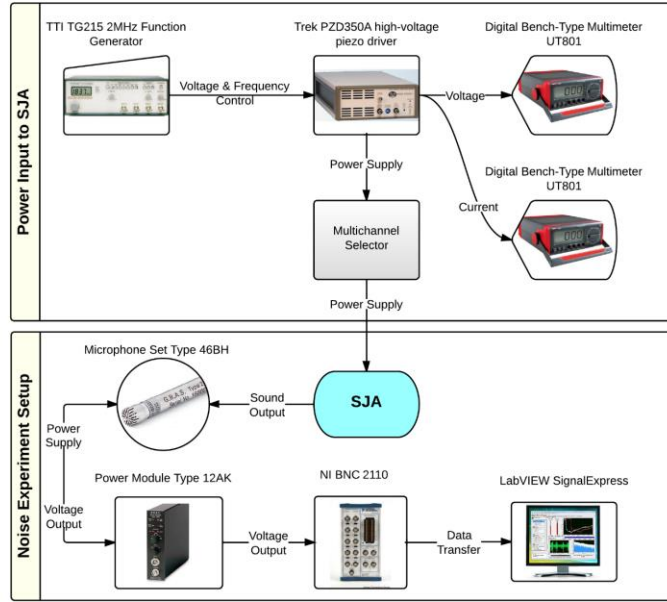 Power Input to SJA
TTI TG215 2MHz Function
Generator
Trek PZD350A high-voltage
piezo driver
Digital Bench-Type Multimeter
UT801
Voltage & Frequency
Control
Voltage
Digital Bench-Type Multimeter
UT801
Power Supply
Current
Multichannel
Selector
Power Supply
Noise Experiment Setup
Microphone Set Type 46BH
Sound
Output
SJA
Power
Supply
Power Module Type 12AK
NI BNC 2110
LabVIEW SignalExpress
Voltage
Output
Voltage
Output
Data
Transfer